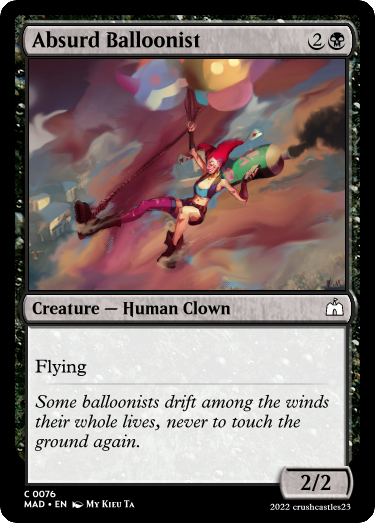 Absurd Balloonist 2
Creature — Human Clown
Flying
Some balloonists drift among the winds
their whole lives, never to touch the
ground again.
2/2
C 0076
MAD • EN My Kieu Ta
2022 crushcastles23